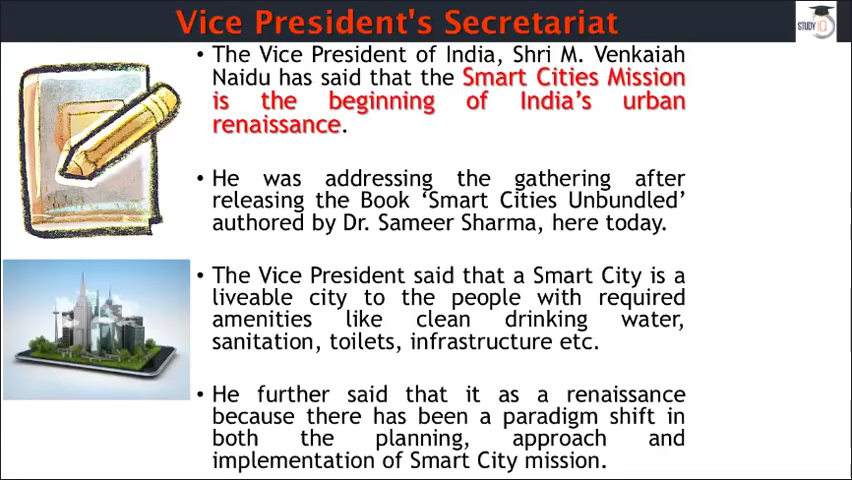 Vice President's Secretariat
STUDY IQ
• The Vice President of India, Shri M. Venkaiah
Naidu has said that the Smart Cities Mission
is the beginning of India's urban
renaissance.
• He was addressing the gathering after
releasing the Book ‘Smart Cities Unbundled’
authored by Dr. Sameer Sharma, here today.
• The Vice President said that a Smart City is a
liveable city to the people with required
amenities like clean drinking water,
sanitation, toilets, infrastructure etc.
• He further said that it as a renaissance
because there has been a paradigm shift in
both the planning, approach and
implementation of Smart City mission.